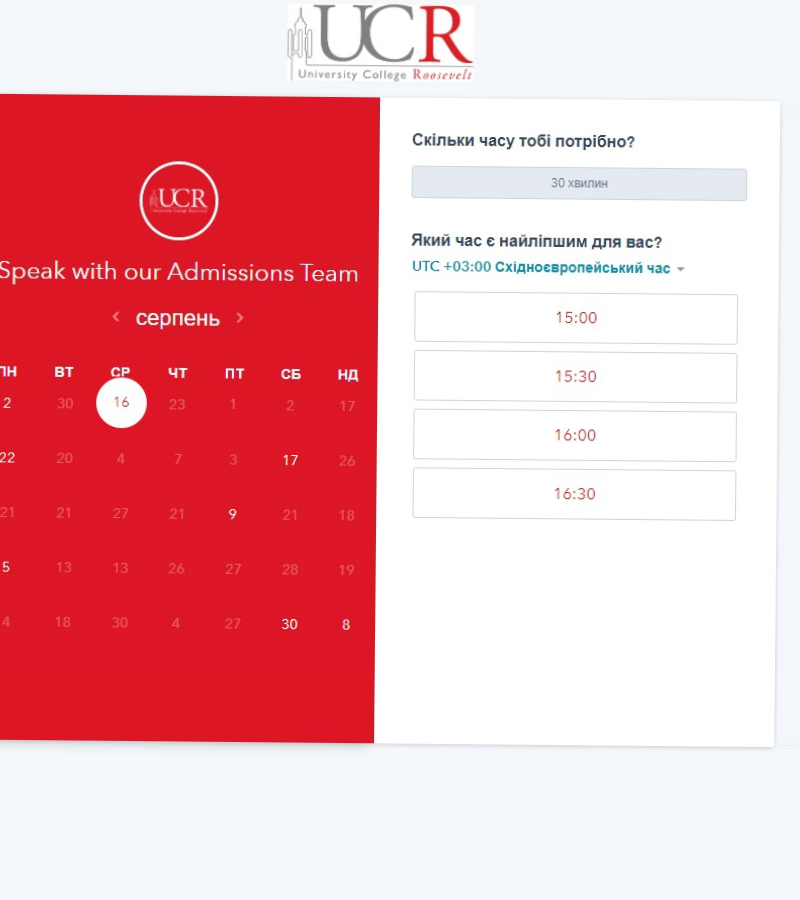 UCR
University College Roosevelt
UCR
Speak with our Admissions Team
серпень
ПН ВТ СР ЧТ ПТ СБ НД
2 30 16 23 1 2 17
22 20 4 7 3 17 26
21 21 27 21 9 21 18
5 13 13 26 27 28 19
4 18 30 4 27 30 8
Скільки часу тобі потрібно?
30 хвилин
Який час є найліпшим для вас?
UTC +03:00 Східноєвропейський час
15:00
15:30
16:00
16:30